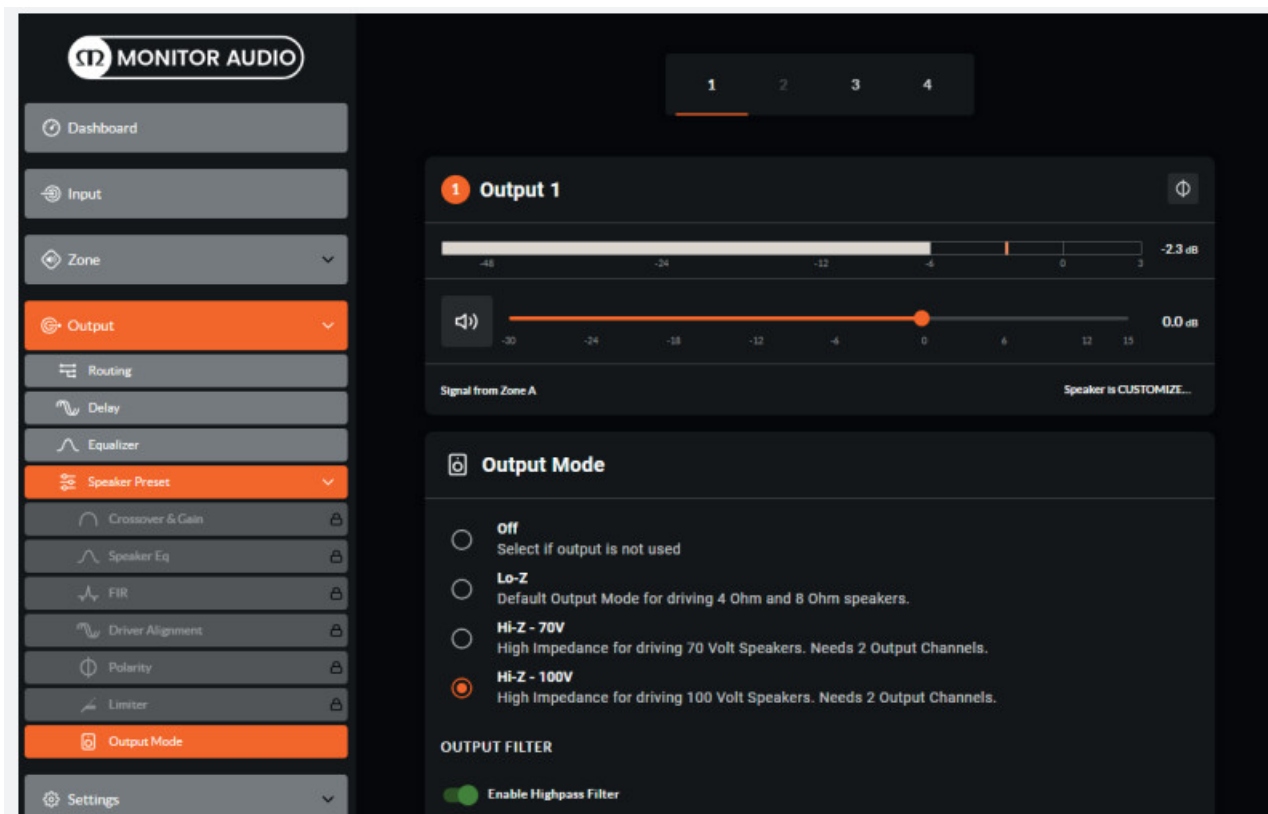 MONITOR AUDIO
Dashboard
Input
Zone
Output
Routing
Delay
Equalizer
Speaker Preset
Crossover & Gain
Speaker Eq
FIR
Driver Alignment
Polarity
Limiter
Output Mode
Settings
1 2 3 4
1 Output 1
-2.3 dB
-48 -24 -12 -6 0 3
0.0 dB
-30 -24 -18 -12 -6 0 6 12 15
Signal from Zone A Speaker is CUSTOMIZE...
Output Mode
Off
Select if output is not used
Lo-Z
Default Output Mode for driving 4 Ohm and 8 Ohm speakers.
Hi-Z - 70V
High Impedance for driving 70 Volt Speakers. Needs 2 Output Channels.
Hi-Z - 100V
High Impedance for driving 100 Volt Speakers. Needs 2 Output Channels.
OUTPUT FILTER
Enable Highpass Filter